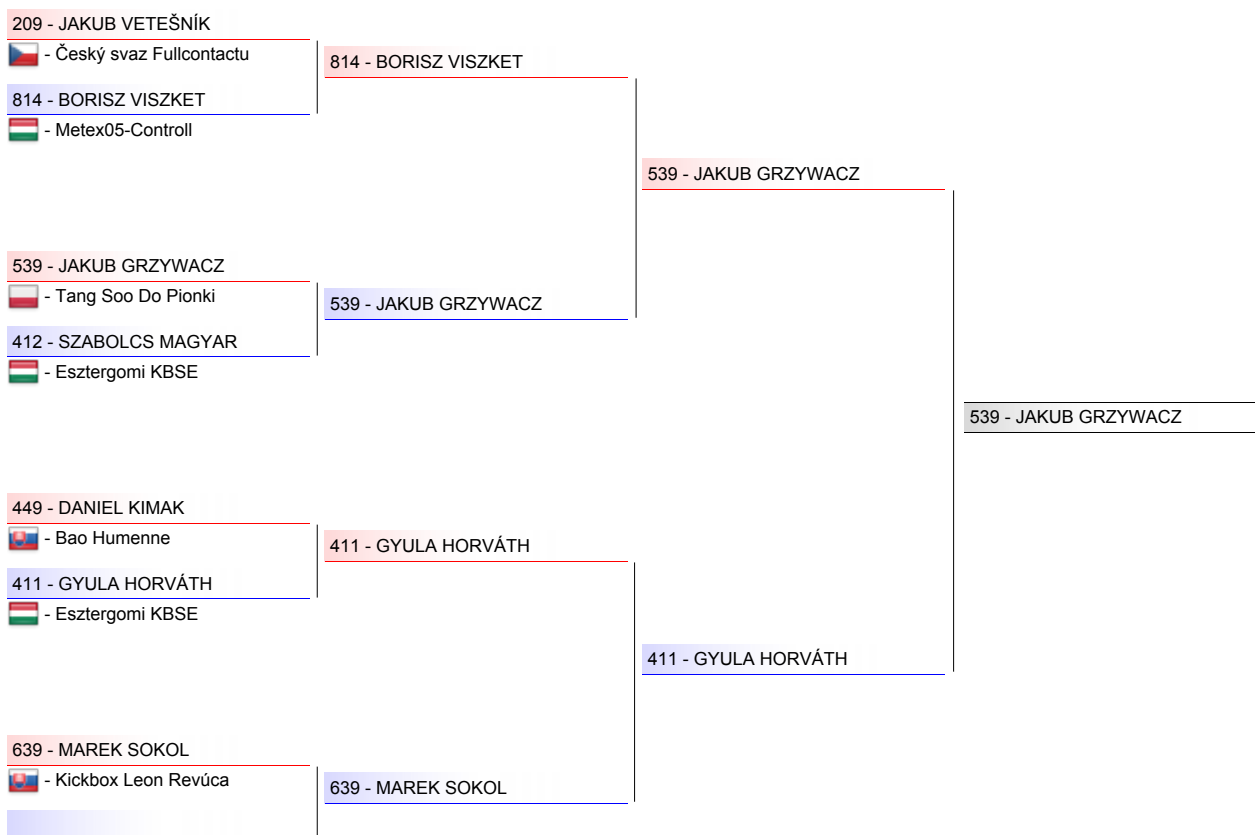 209 - JAKUB VETEŠNÍK
- Český svaz Fullcontactu
814 - BORISZ VISZKET
- Metex05-Controll
814 - BORISZ VISZKET
539 - JAKUB GRZYWACZ
539 - JAKUB GRZYWACZ
- Tang Soo Do Pionki
412 - SZABOLCS MAGYAR
- Esztergomi KBSE
539 - JAKUB GRZYWACZ
539 - JAKUB GRZYWACZ
449 - DANIEL KIMAK
- Bao Humenne
411 - GYULA HORVÁTH
- Esztergomi KBSE
411 - GYULA HORVÁTH
411 - GYULA HORVÁTH
639 - MAREK SOKOL
- Kickbox Leon Revúca
639 - MAREK SOKOL